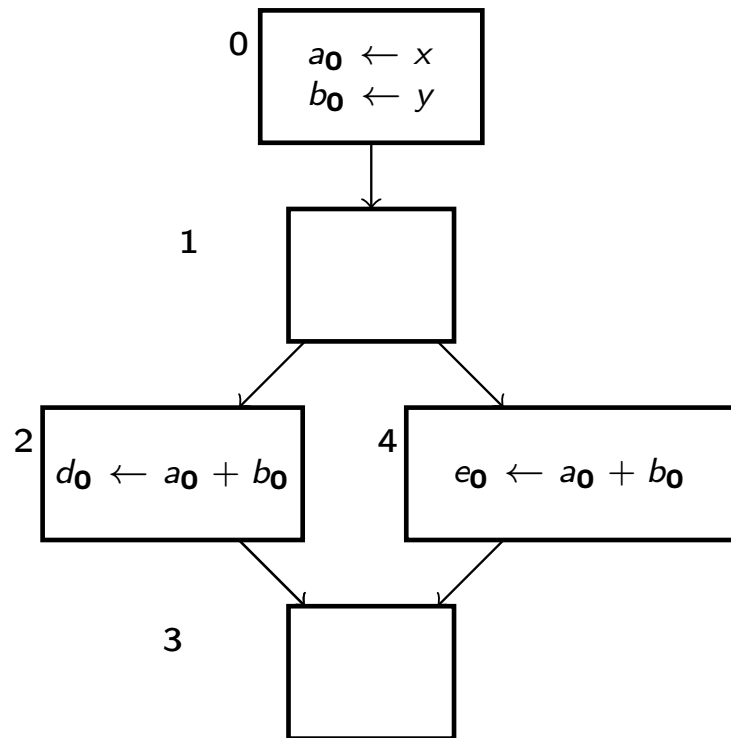 0
a₀ ← x
b₀ ← y
1
2
d₀ ← a₀ + b₀
4
e₀ ← a₀ + b₀
3